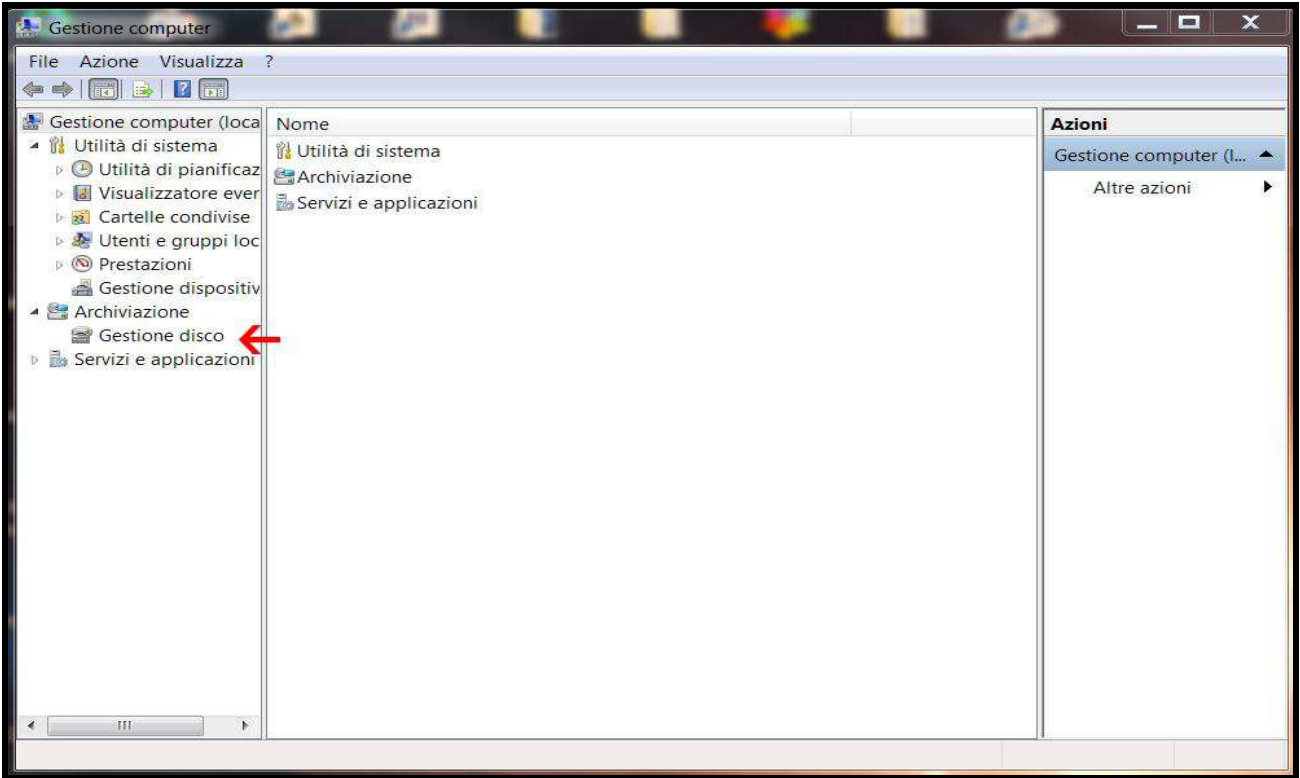 Gestione computer
File Azione Visualizza ?
Gestione computer (loca
Utilità di sistema
Utilità di pianificaz
Visualizzatore ever
Cartelle condivise
Utenti e gruppi loc
Prestazioni
Gestione dispositiv
Archiviazione
Gestione disco
Servizi e applicazioni
Nome
Utilità di sistema
Archiviazione
Servizi e applicazioni
Azioni
Gestione computer (l...
Altre azioni